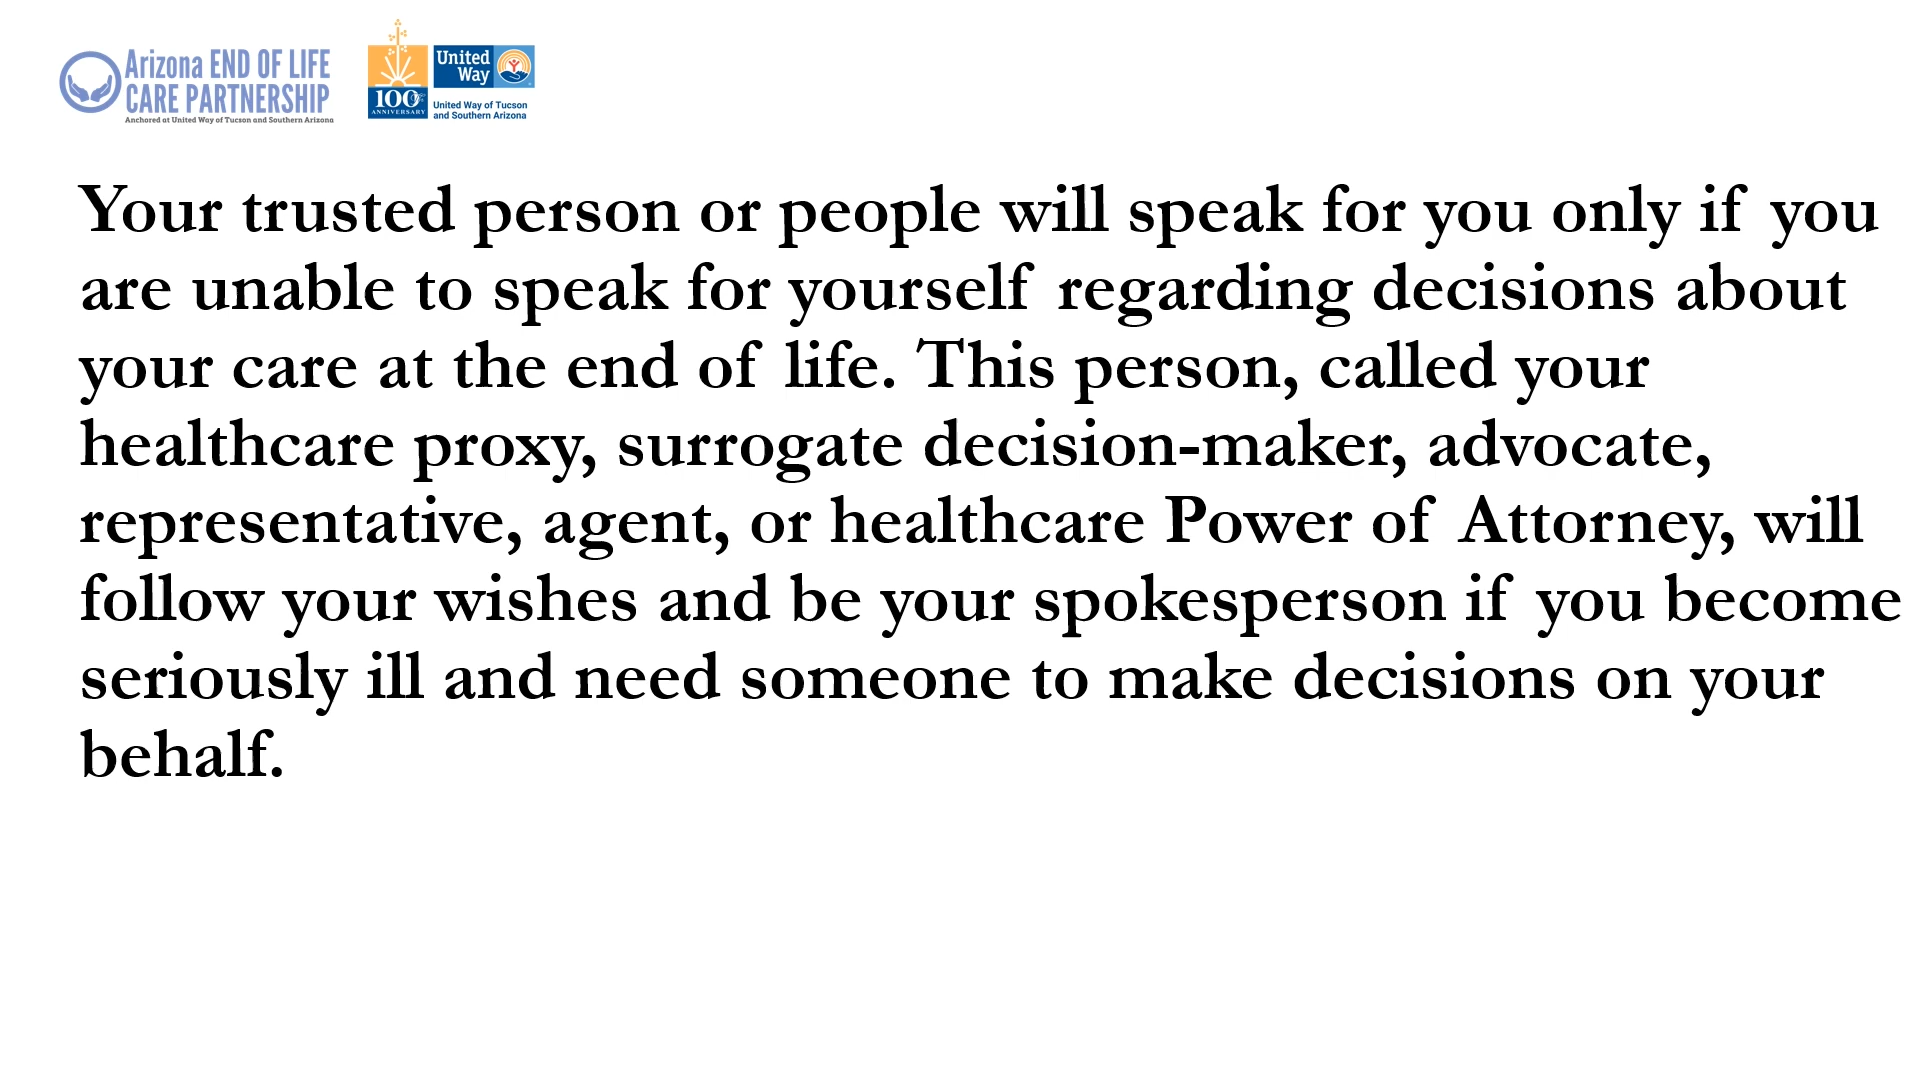 Arizona END OF LIFE
CARE PARTNERSHIP
Anchored at United Way of Tucson and Southern Arizona
100
ANNIVERSARY
United
Way
United Way of Tucson
and Southern Arizona
Your trusted person or people will speak for you only if you
are unable to speak for yourself regarding decisions about
your care at the end of life. This person, called your
healthcare proxy, surrogate decision-maker, advocate,
representative, agent, or healthcare Power of Attorney, will
follow your wishes and be your spokesperson if you become
seriously ill and need someone to make decisions on your
behalf.